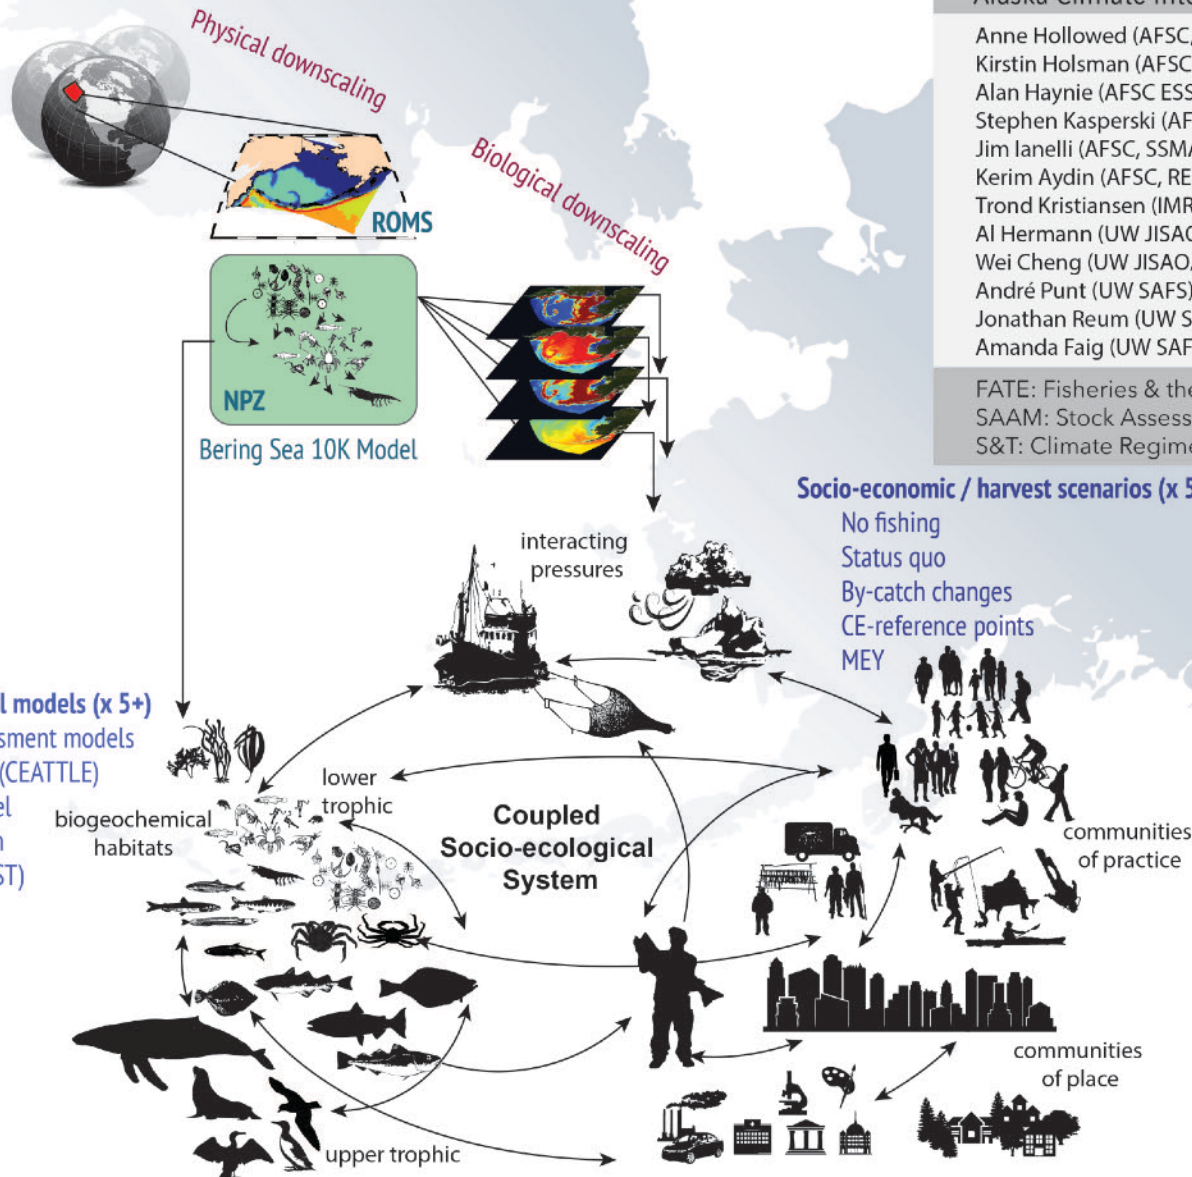 Physical downscaling
ROMS
Biological downscaling
NPZ
Bering Sea 10K Model
Alaska Climate
Anne Hollowed (AFSC,
Kirstin Holsman (AFSC
Alan Haynie (AFSC ESS
Stephen Kasperski (AF
Jim Ianelli (AFSC, SSMA
Kerim Aydin (AFSC, RE
Trond Kristiansen (IMR
Al Hermann (UW JISAO
Wei Cheng (UW JISAO,
André Punt (UW SAFS)
Jonathan Reum (UW S
Amanda Faig (UW SAF
FATE: Fisheries & the
SAAM: Stock Assess
S&T: Climate Regime
Socio-economic / harvest scenarios (x 5
No fishing
Status quo
By-catch changes
CE-reference points
MEY
interacting
pressures
l models (x 5+)
sment models
(CEATTLE)
el
n
ST)
biogeochemical
habitats
lower
trophic
Coupled
Socio-ecological
System
communities
of practice
communities
of place
upper trophic